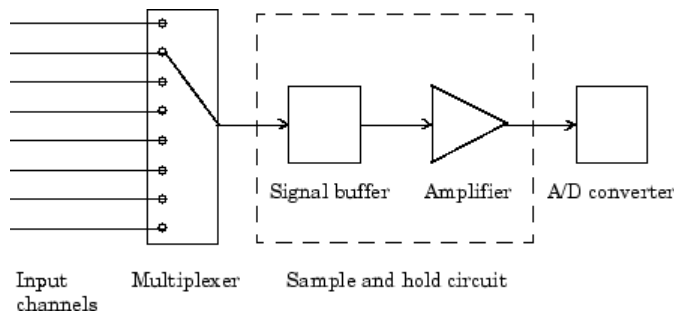 Signal buffer
Amplifier
A/D converter
Input
channels
Multiplexer
Sample and hold circuit